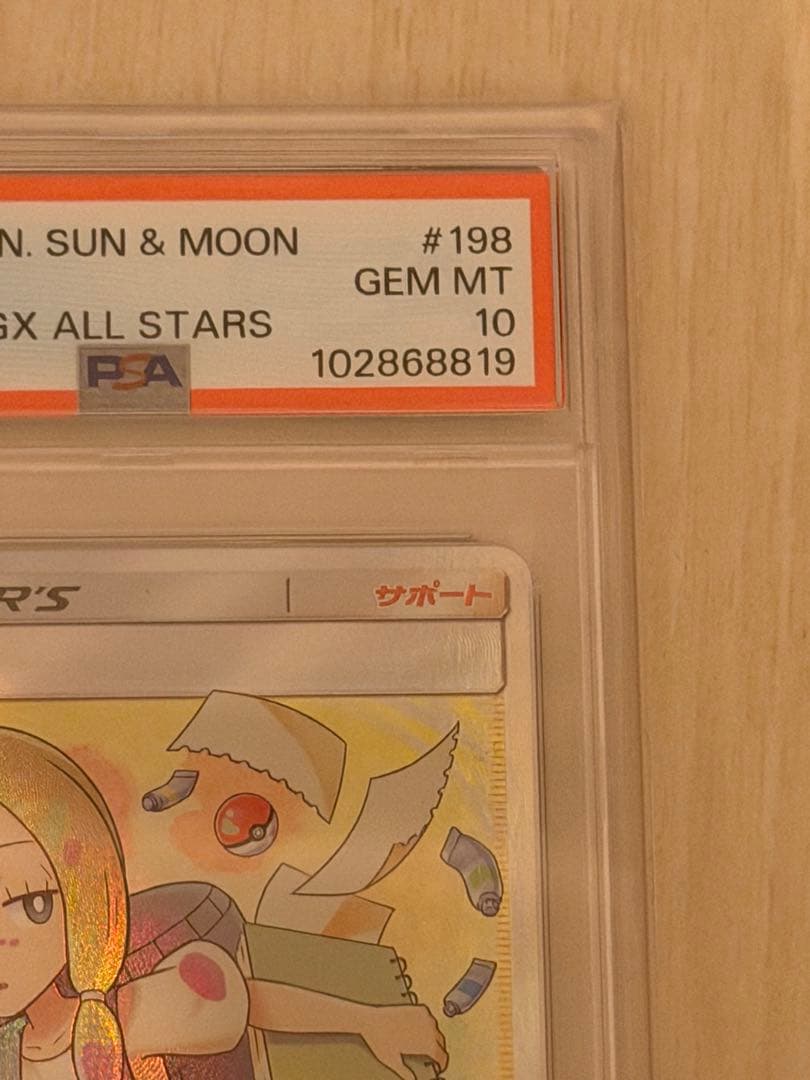 N. SUN & MOON #198
GEM MT
GX ALL STARS 10
PSA 102868819
R'S サポート